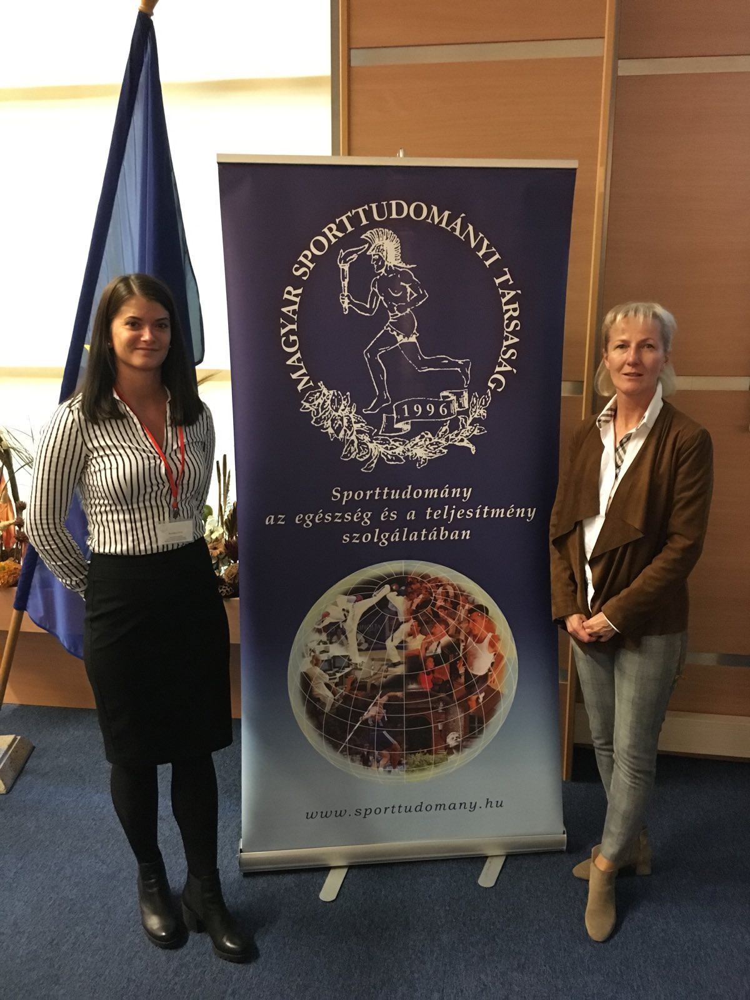 MAGYAR SPORTTUDOMÁNYI TÁRSASÁG
1996
Sporttudomány
az egészség és a teljesítmény
szolgálatában
www.sporttudomany.hu